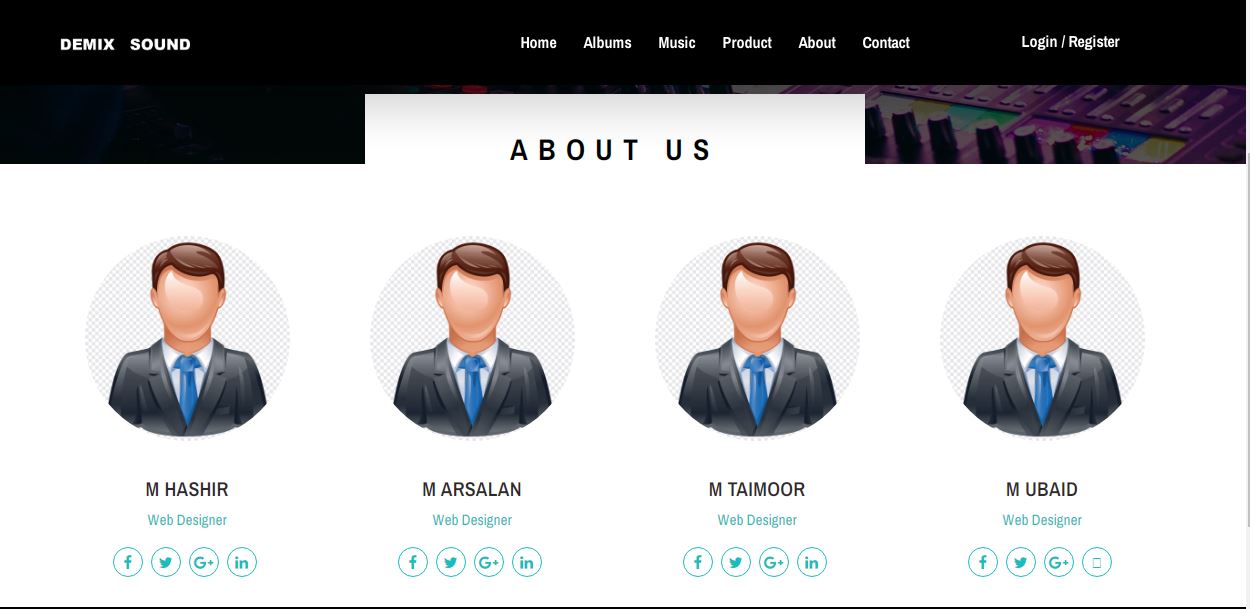 DEMIX SOUND
Home Albums Music Product About Contact
Login / Register
ABOUT US
M HASHIR
Web Designer
M ARSALAN
Web Designer
M TAIMOOR
Web Designer
M UBAID
Web Designer